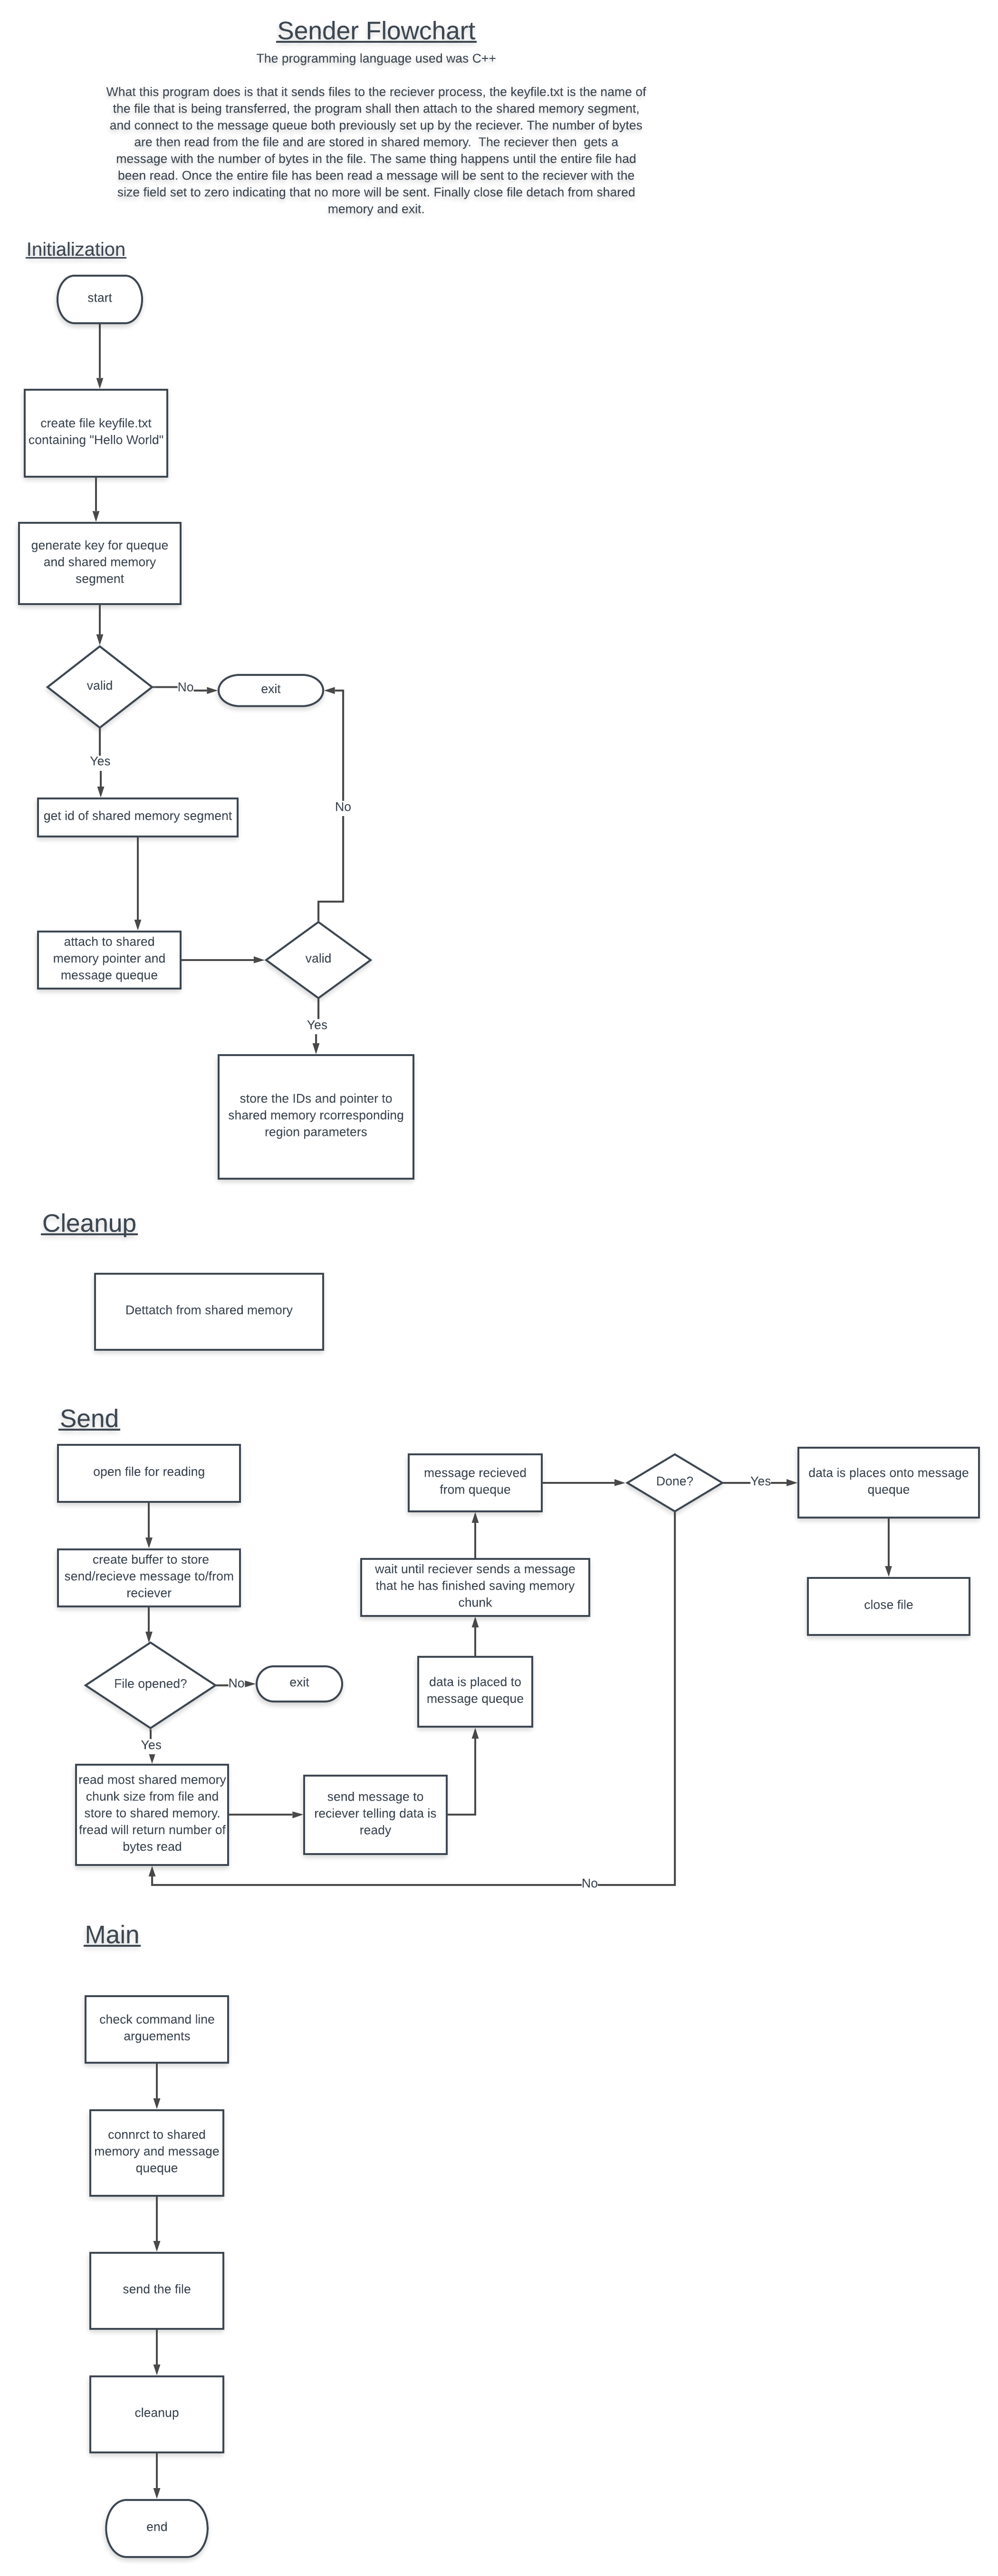 Sender Flowchart
The programming language used was C++
What this program does is that it sends files to the reciever process, the keyfile.txt is the name of
the file that is being transferred, the program shall then attach to the shared memory segment,
and connect to the message queue both previously set up by the reciever. The number of bytes
are then read from the file and are stored in shared memory.  The reciever then  gets a
message with the number of bytes in the file. The same thing happens until the entire file had
been read. Once the entire file has been read a message will be sent to the reciever with the
size field set to zero indicating that no more will be sent. Finally close file detach from shared
memory and exit.
Initialization
start
create file keyfile.txt
containing "Hello World"
generate key for queque
and shared memory
segment
valid
No
exit
Yes
get id of shared memory segment
No
attach to shared
memory pointer and
message queque
valid
Yes
store the IDs and pointer to
shared memory rcorresponding
region parameters
Cleanup
Dettatch from shared memory
Send
open file for reading
create buffer to store
send/recieve message to/from
reciever
File opened?
No
exit
Yes
read most shared memory
chunk size from file and
store to shared memory.
fread will return number of
bytes read
send message to
reciever telling data is
ready
data is placed to
message queque
wait until reciever sends a message
that he has finished saving memory
chunk
message recieved
from queque
Done?
Yes
data is places onto message
queque
close file
No
Main
check command line
arguements
connrct to shared
memory and message
queque
send the file
cleanup
end